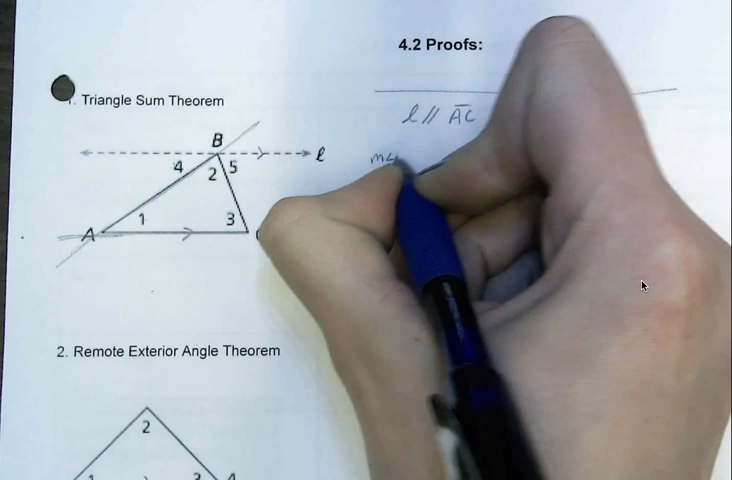 4.2 Proofs:
1. Triangle Sum Theorem
l // AC
B
l
4 2 5
m∠
1 3
A
2. Remote Exterior Angle Theorem
2